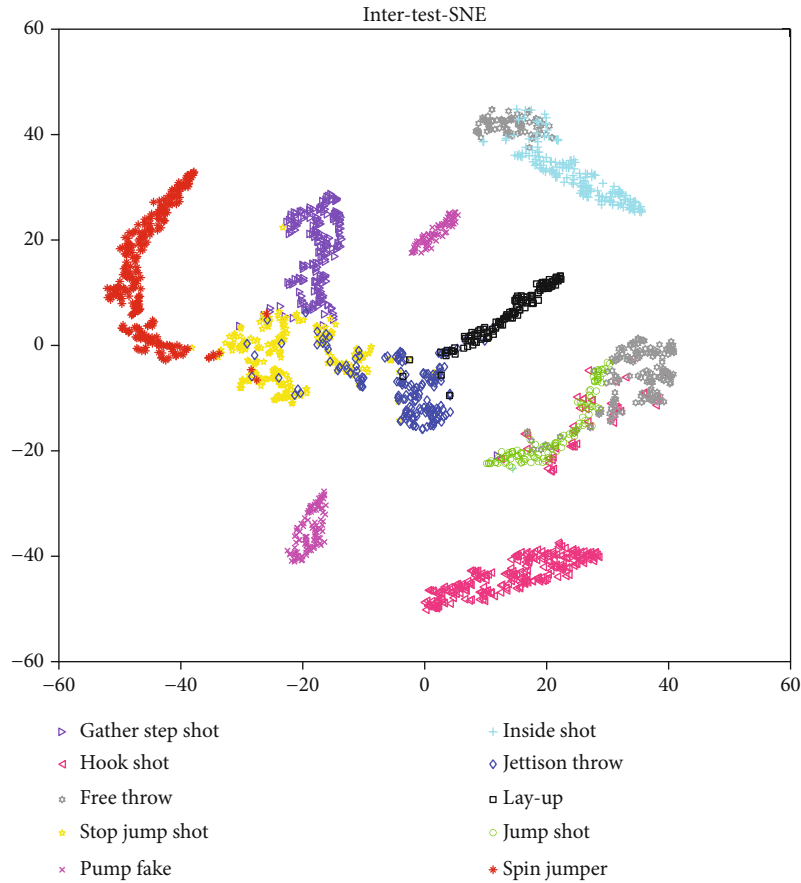 Inter-test-SNE
60
40
20
0
−20
−40
−60
−60 −40 −20 0 20 40 60
Gather step shot Inside shot
Hook shot Jettison throw
Free throw Lay-up
Stop jump shot Jump shot
Pump fake Spin jumper